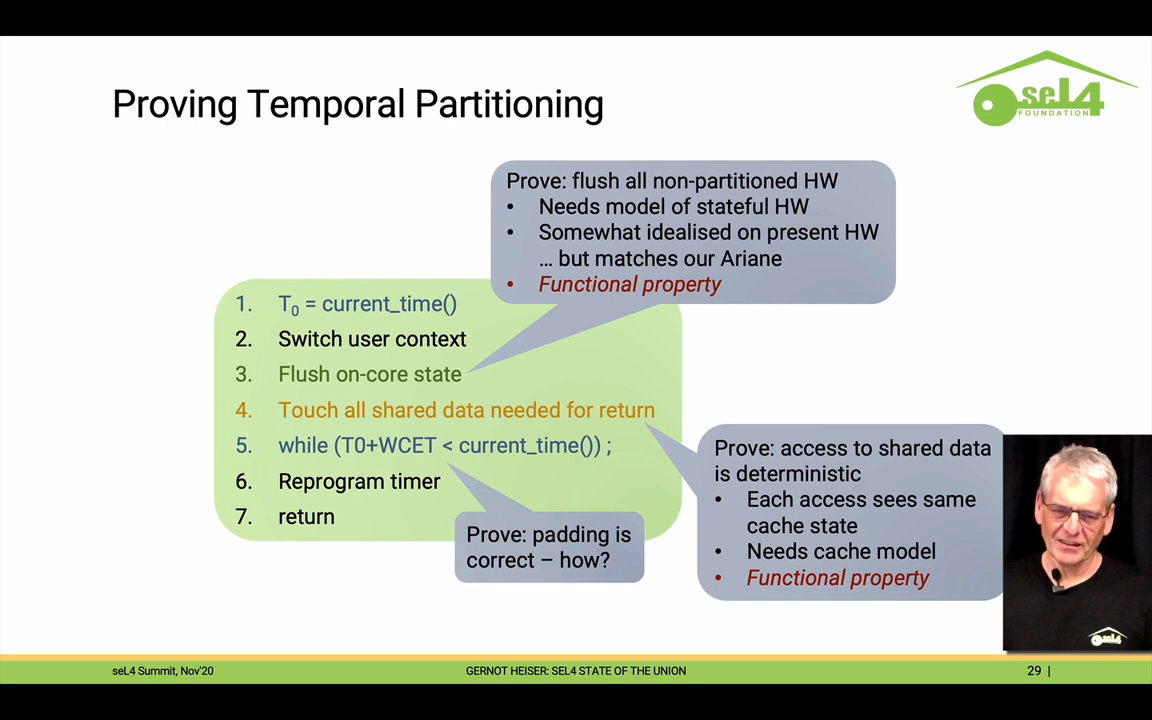 Proving Temporal Partitioning
seL4
FOUNDATION
Prove: flush all non-partitioned HW
• Needs model of stateful HW
• Somewhat idealised on present HW
… but matches our Ariane
• Functional property
1. T0 = current_time()
2. Switch user context
3. Flush on-core state
4. Touch all shared data needed for return
5. while (T0+WCET < current_time()) ;
6. Reprogram timer
7. return
Prove: padding is
correct – how?
Prove: access to shared data
is deterministic
• Each access sees same
cache state
• Needs cache model
• Functional property
seL4
seL4 Summit, Nov'20
GERNOT HEISER: SEL4 STATE OF THE UNION
29 |